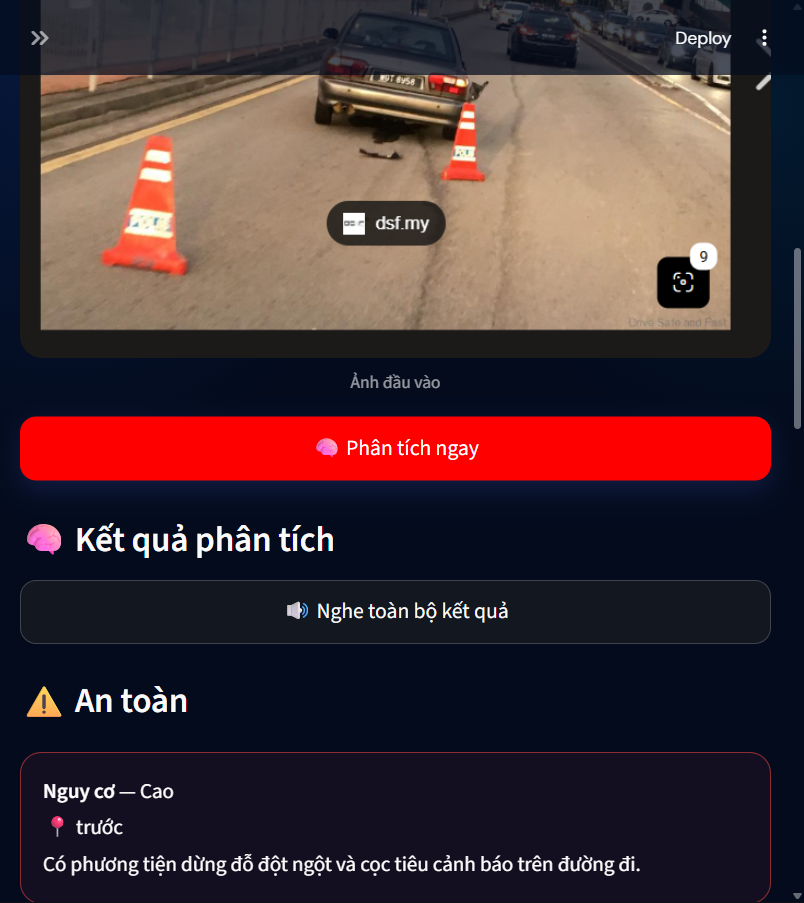 Deploy
POLIS
POLIS
dsf.my
9
Drive Safe and Fast
Ảnh đầu vào
Phân tích ngay
Kết quả phân tích
Nghe toàn bộ kết quả
An toàn
Nguy cơ — Cao
trước
Có phương tiện dừng đỗ đột ngột và cọc tiêu cảnh báo trên đường đi.